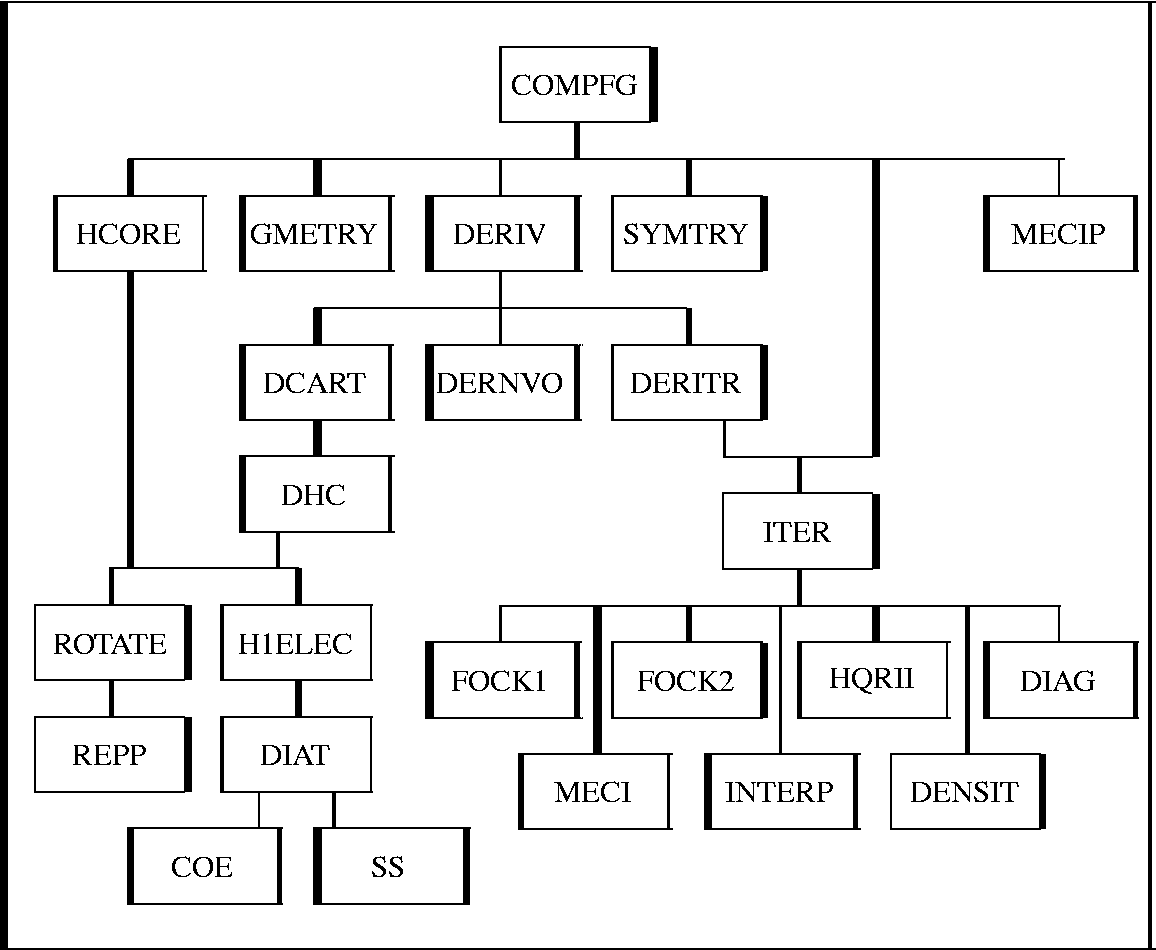 COMPFG
HCORE GMETRY DERIV SYMTRY MECIP
DCART DERNVO DERITR
DHC
ITER
ROTATE H1ELEC
FOCK1 FOCK2 HQRII DIAG
REPP DIAT
MECI INTERP DENSIT
COE SS